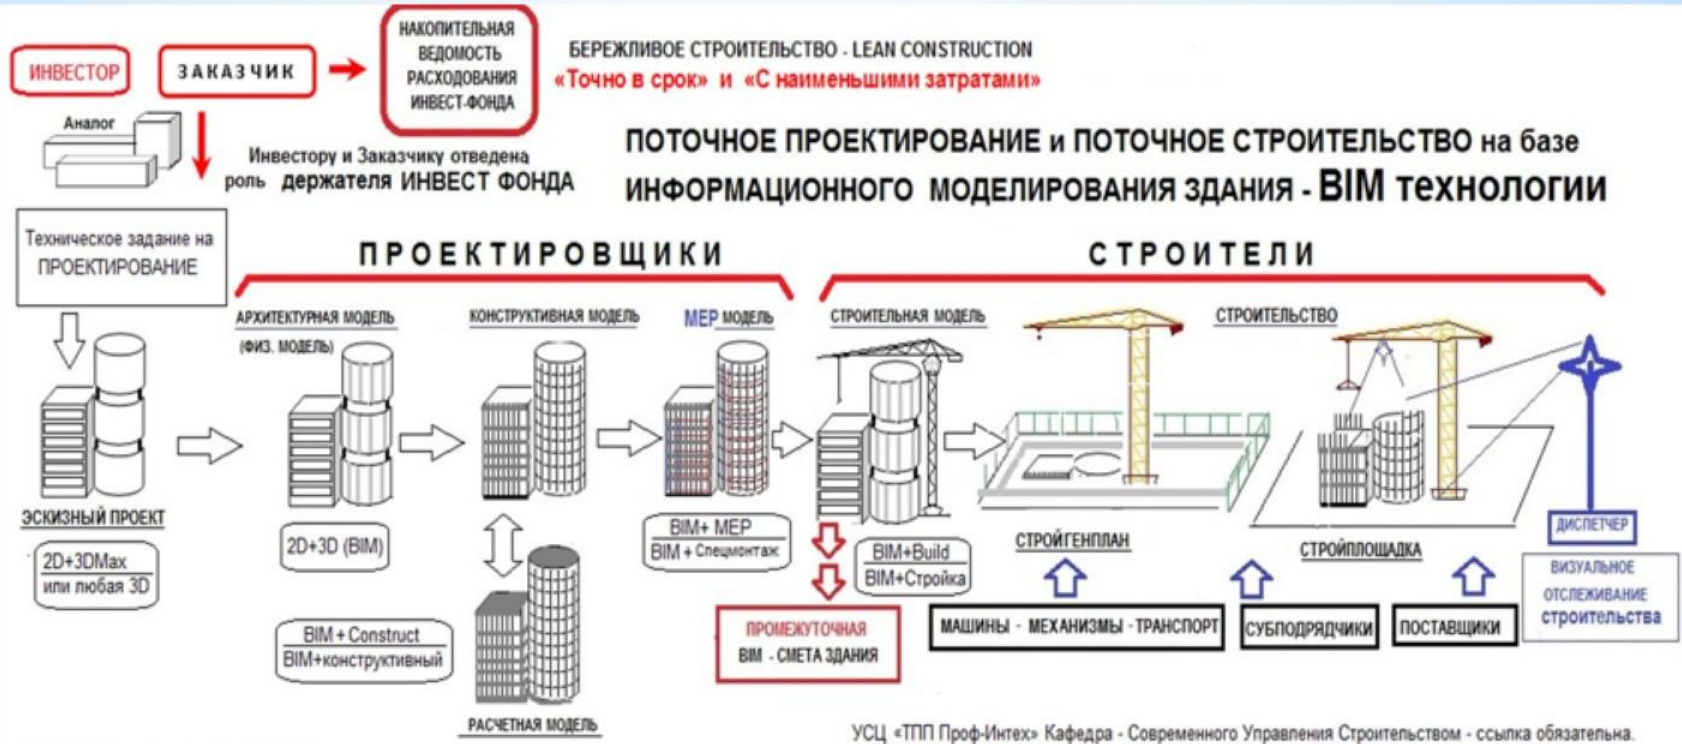 ИНВЕСТОР
ЗАКАЗЧИК
НАКОПИТЕЛЬНАЯ
ВЕДОМОСТЬ
РАСХОДОВАНИЯ
ИНВЕСТ-ФОНДА
БЕРЕЖЛИВОЕ СТРОИТЕЛЬСТВО - LEAN CONSTRUCTION
«Точно в срок» и «С наименьшими затратами»
Аналог
Инвестору и Заказчику отведена
роль держателя ИНВЕСТ ФОНДА
ПОТОЧНОЕ ПРОЕКТИРОВАНИЕ и ПОТОЧНОЕ СТРОИТЕЛЬСТВО на базе
ИНФОРМАЦИОННОГО МОДЕЛИРОВАНИЯ ЗДАНИЯ - BIM технологии
Техническое задание на
ПРОЕКТИРОВАНИЕ
ПРОЕКТИРОВЩИКИ
СТРОИТЕЛИ
АРХИТЕКТУРНАЯ МОДЕЛЬ
(ФИЗ. МОДЕЛЬ)
КОНСТРУКТИВНАЯ МОДЕЛЬ
МЕР МОДЕЛЬ
СТРОИТЕЛЬНАЯ МОДЕЛЬ
СТРОИТЕЛЬСТВО
ЭСКИЗНЫЙ ПРОЕКТ
2D+3DMax
или любая 3D
2D+3D (BIM)
BIM + Construct
BIM+конструктивный
РАСЧЕТНАЯ МОДЕЛЬ
BIM+ MEP
BIM + Спецмонтаж
BIM+Build
BIM+Стройка
ПРОМЕЖУТОЧНАЯ
BIM - СМЕТА ЗДАНИЯ
СТРОЙГЕНПЛАН
СТРОЙПЛОЩАДКА
ДИСПЕТЧЕР
ВИЗУАЛЬНОЕ
ОТСЛЕЖИВАНИЕ
строительства
МАШИНЫ - МЕХАНИЗМЫ - ТРАНСПОРТ
СУБПОДРЯДЧИКИ
ПОСТАВЩИКИ
УСЦ «ТПП Проф-Интех» Кафедра - Современного Управления Строительством - ссылка обязательна.